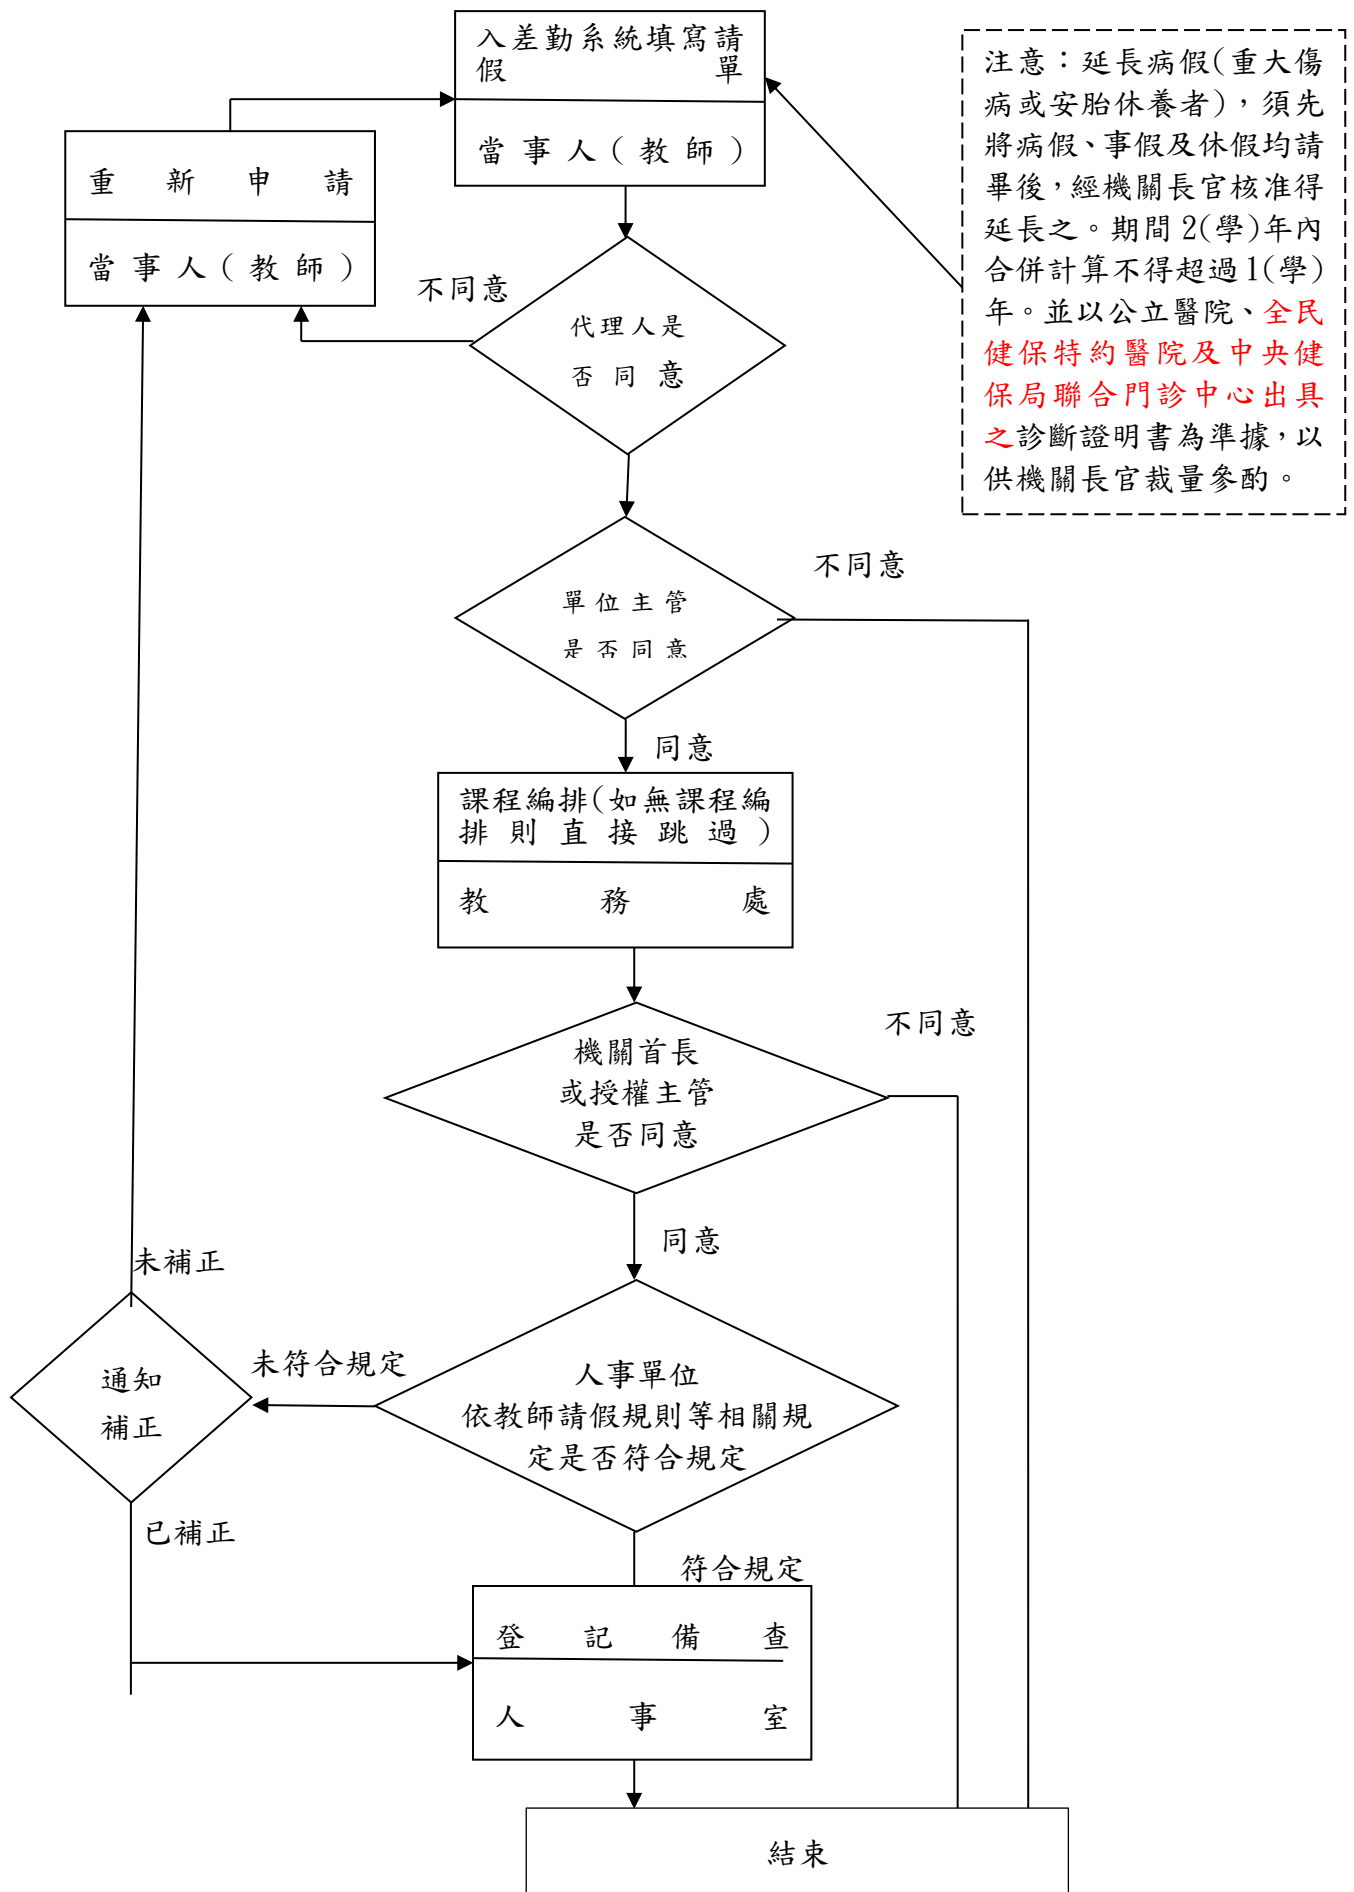 入差勤系統填寫請
假單
當事人(教師)
注意：延長病假(重大傷
病或安胎休養者)，須先
將病假、事假及休假均請
畢後，經機關長官核准得
延長之。期間2(學)年內
合併計算不得超過1(學)
年。並以公立醫院、全民
健保特約醫院及中央健
保局聯合門診中心出具
之診斷證明書為準據，以
供機關長官裁量參酌。
重新申請
當事人(教師)
不同意
代理人是
否同意
不同意
單位主管
是否同意
同意
課程編排(如無課程編
排則直接跳過)
教務處
不同意
機關首長
或授權主管
是否同意
同意
未補正
通知
補正
未符合規定
人事單位
依教師請假規則等相關規
定是否符合規定
已補正
符合規定
登記備查
人事室
結束